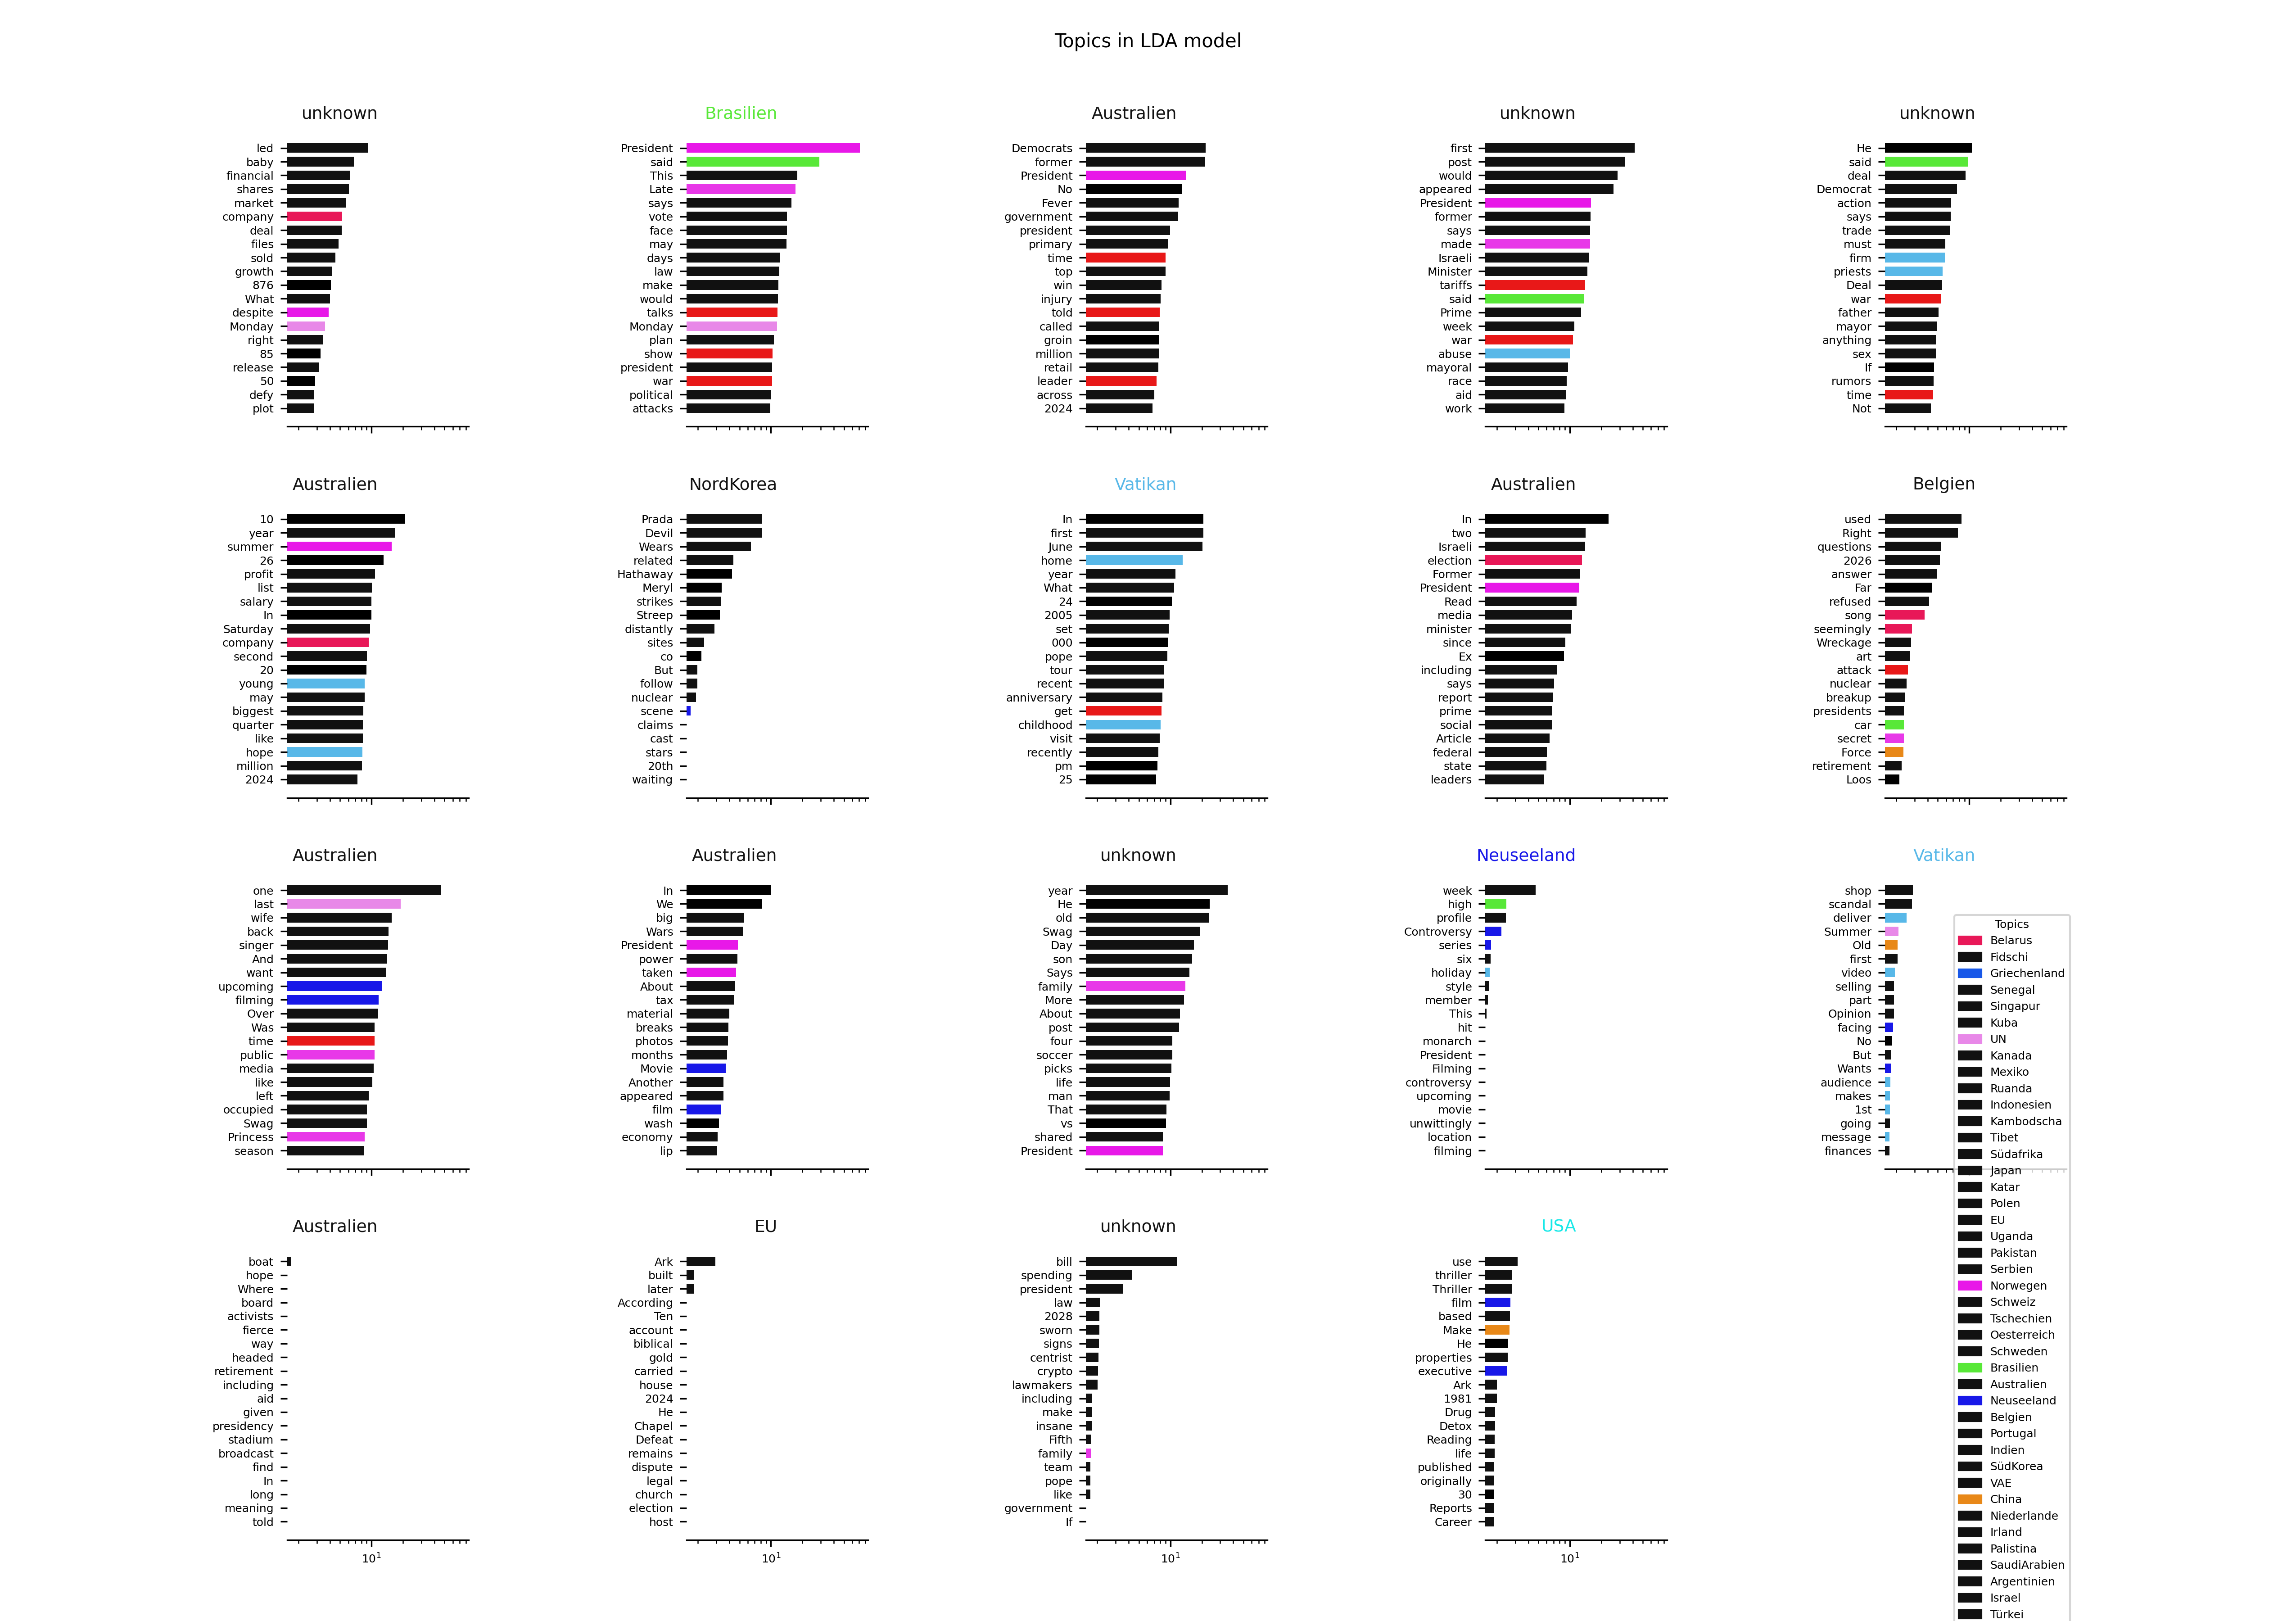 Topics in LDA model
unknown
led
baby
financial
shares
market
company
deal
files
sold
growth
876
What
despite
Monday
right
85
release
50
defy
plot
Brasilien
President
said
This
Late
says
vote
face
may
days
law
make
would
talks
Monday
plan
show
president
war
political
attacks
Australien
Democrats
former
President
No
Fever
government
president
primary
time
top
win
injury
told
called
groin
million
retail
leader
across
2024
unknown
first
post
would
appeared
President
former
says
made
Israeli
Minister
tariffs
said
Prime
week
war
abuse
mayoral
race
aid
work
unknown
He
said
deal
Democrat
action
says
trade
must
firm
priests
Deal
war
father
mayor
anything
sex
If
rumors
time
Not
Australien
10
year
summer
26
profit
list
salary
In
Saturday
company
second
20
young
may
biggest
quarter
like
hope
million
2024
NordKorea
Prada
Devil
Wears
related
Hathaway
Meryl
strikes
Streep
distantly
sites
co
But
follow
nuclear
scene
claims
cast
stars
20th
waiting
Vatikan
In
first
June
home
year
What
24
2005
set
000
pope
tour
recent
anniversary
get
childhood
visit
recently
pm
25
Australien
In
two
Israeli
election
Former
President
Read
media
minister
since
Ex
including
says
report
prime
social
Article
federal
state
leaders
Belgien
used
Right
questions
2026
answer
Far
refused
song
seemingly
Wreckage
art
attack
nuclear
breakup
presidents
car
secret
Force
retirement
Loos
Australien
one
last
wife
back
singer
And
want
upcoming
filming
Over
Was
time
public
media
like
left
occupied
Swag
Princess
season
Australien
In
We
big
Wars
President
power
taken
About
tax
material
breaks
photos
months
Movie
Another
appeared
film
wash
economy
lip
unknown
year
He
old
Swag
Day
son
Says
family
More
About
post
four
soccer
picks
life
man
That
vs
shared
President
Neuseeland
week
high
profile
Controversy
series
six
holiday
style
member
This
hit
monarch
President
Filming
controversy
upcoming
movie
unwittingly
location
filming
Vatikan
shop
scandal
deliver
Summer
Old
first
video
selling
part
Opinion
facing
No
But
Wants
audience
makes
1st
going
message
finances
Australien
boat
hope
Where
board
activists
fierce
way
headed
retirement
including
aid
given
presidency
stadium
broadcast
find
In
long
meaning
told
10¹
EU
Ark
built
later
According
Ten
account
biblical
gold
carried
house
2024
He
Chapel
Defeat
remains
dispute
legal
church
election
host
10¹
unknown
bill
spending
president
law
2028
sworn
signs
centrist
crypto
lawmakers
including
make
insane
Fifth
family
team
pope
like
government
If
10¹
USA
use
thriller
Thriller
film
based
Make
He
properties
executive
Ark
1981
Drug
Detox
Reading
life
published
originally
30
Reports
Career
10¹
Topics
Belarus
Fidschi
Griechenland
Senegal
Singapur
Kuba
UN
Kanada
Mexiko
Ruanda
Indonesien
Kambodscha
Tibet
Südafrika
Japan
Katar
Polen
EU
Uganda
Pakistan
Serbien
Norwegen
Schweiz
Tschechien
Oesterreich
Schweden
Brasilien
Australien
Neuseeland
Belgien
Portugal
Indien
SüdKorea
VAE
China
Niederlande
Irland
Palistina
SaudiArabien
Argentinien
Israel
Türkei